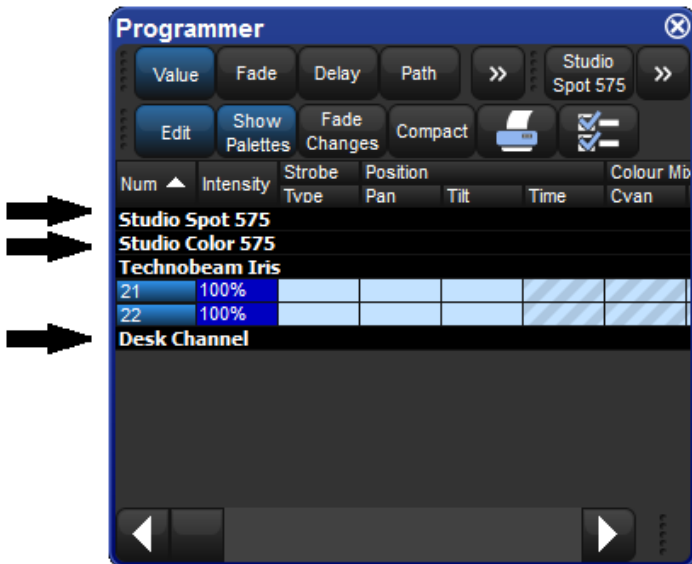 Programmer
Value Fade Delay Path » Studio Spot 575 »
Edit Show Palettes Fade Changes Compact
Num Intensity Strobe Position Colour Mix
Type Pan Tilt Time Cyan
Studio Spot 575
Studio Color 575
Technobeam Iris
21 100%
22 100%
Desk Channel